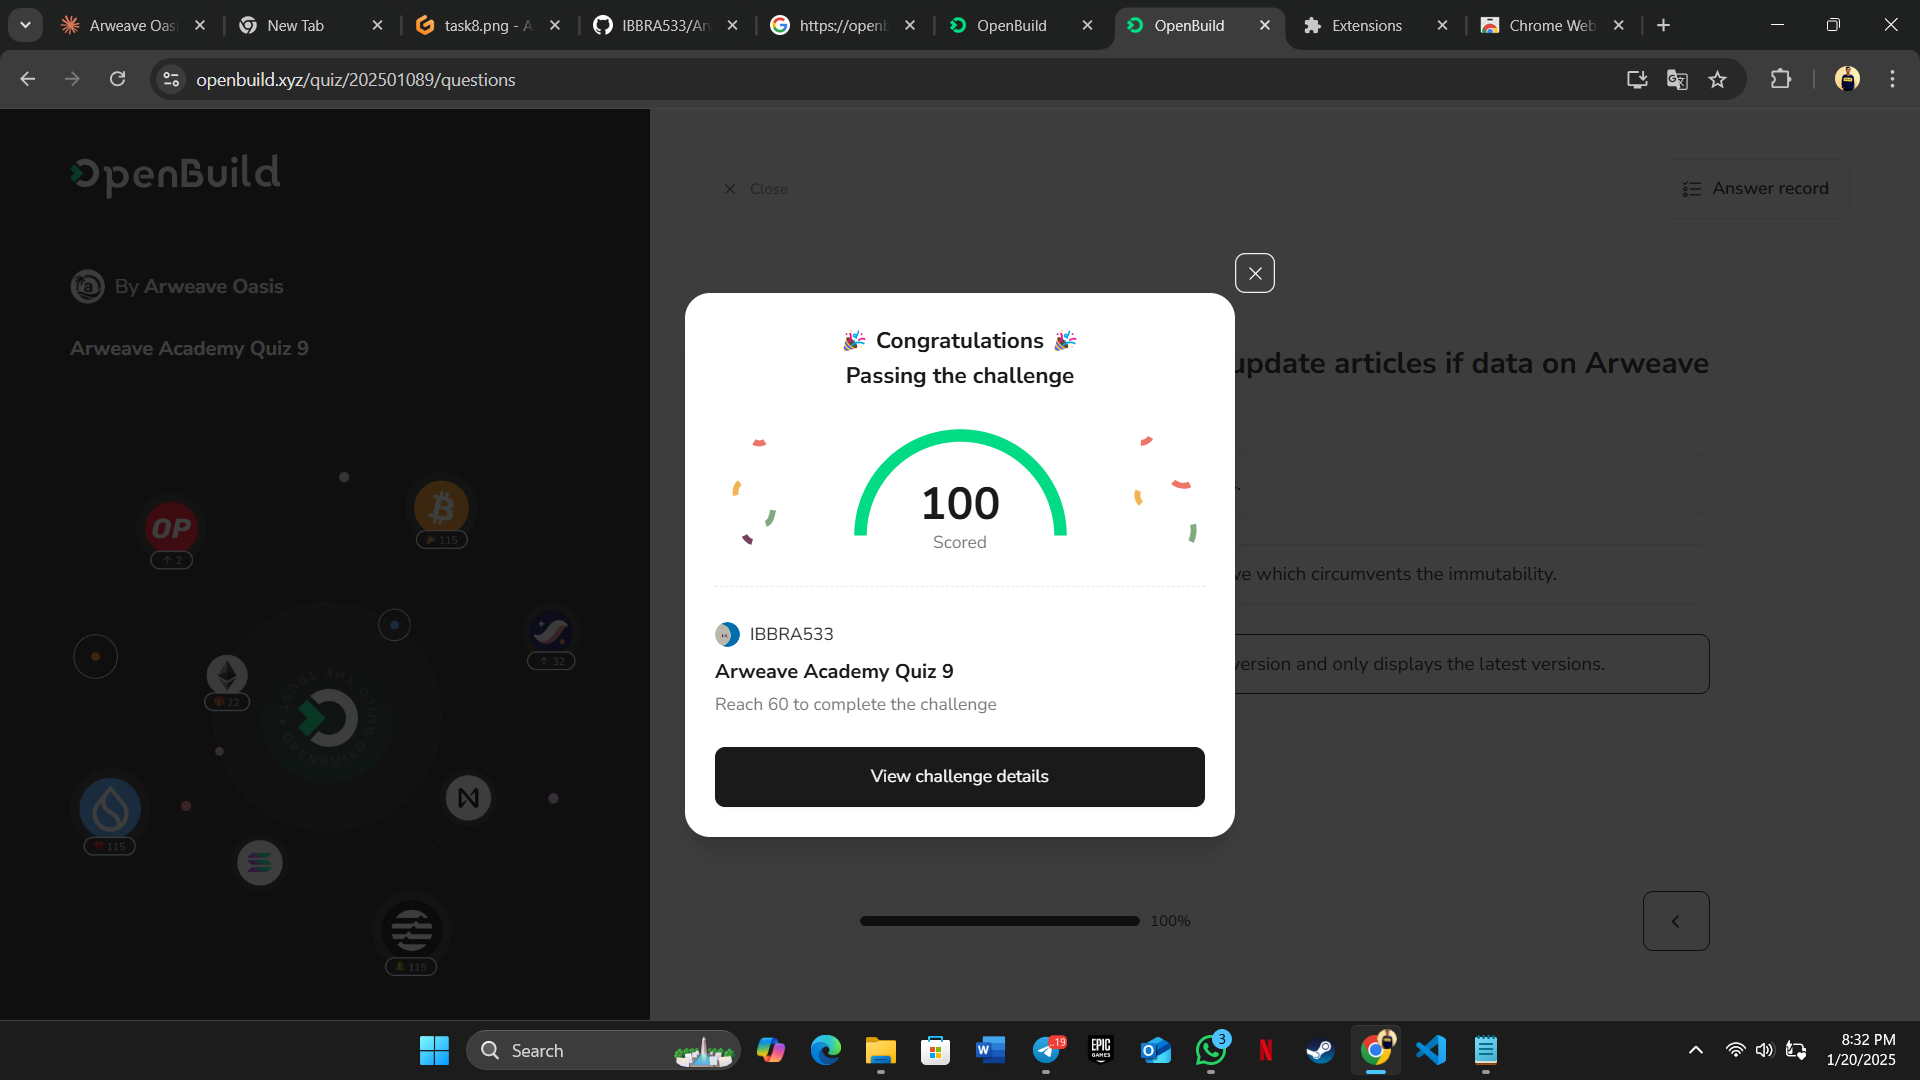 Arweave Oasi
New Tab
task8.png - A
IBBRA533/Arw
https://openb
OpenBuild
OpenBuild
Extensions
Chrome Web
openbuild.xyz/quiz/202501089/questions
OpenBuild
Close
Answer record
By Arweave Oasis
Arweave Academy Quiz 9
update articles if data on Arweave
Congratulations
Passing the challenge
100
Scored
ve which circumvents the immutability.
version and only displays the latest versions.
IBBRA533
Arweave Academy Quiz 9
Reach 60 to complete the challenge
View challenge details
OP
2
115
32
22
115
115
100%
Search
19
EPIC
GAMES
3
8:32 PM
1/20/2025